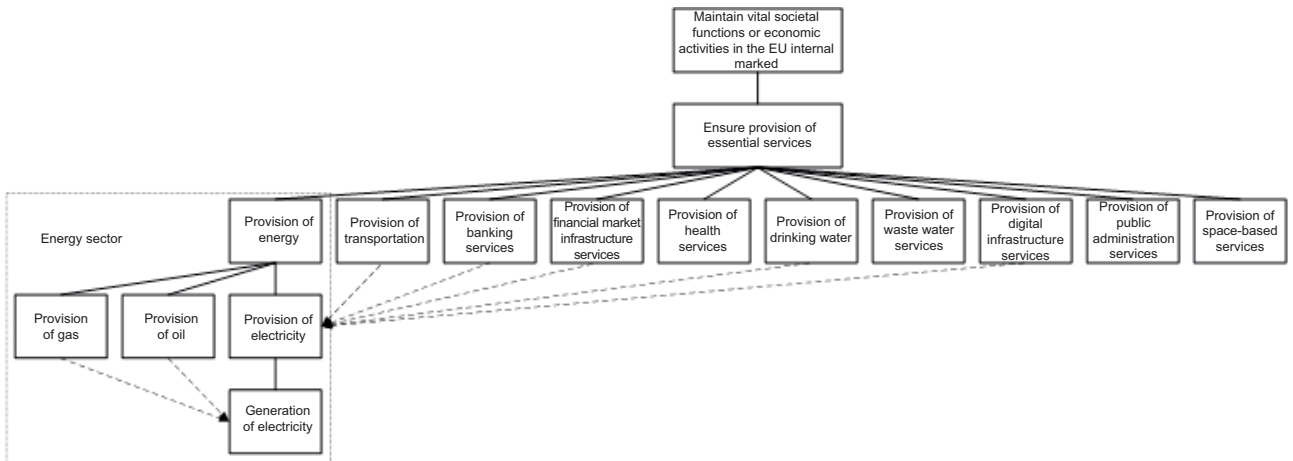 Maintain vital societal
functions or economic
activities in the EU internal
marked
Ensure provision of
essential services
Energy sector
Provision of
energy
Provision of
transportation
Provision of
banking
services
Provision of
financial market
infrastructure
services
Provision of
health
services
Provision of
drinking water
Provision of
waste water
services
Provision of
digital
infrastructure
services
Provision of
public
administration
services
Provision of
space-based
services
Provision
of gas
Provision
of oil
Provision of
electricity
Generation
of electricity